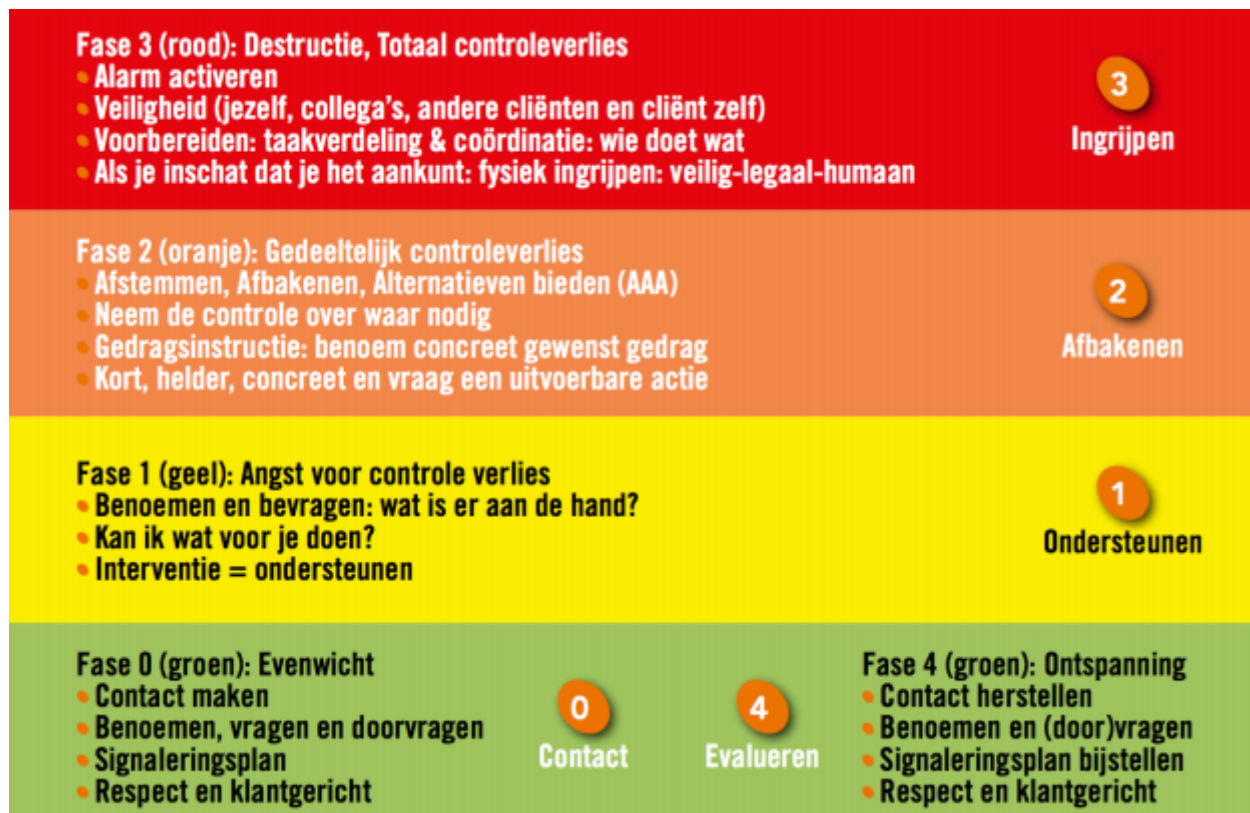 Fase 3 (rood): Destructie, Totaal controleverlies
• Alarm activeren
• Veiligheid (jezelf, collega's, andere cliënten en cliënt zelf)
• Voorbereiden: taakverdeling & coördinatie: wie doet wat
• Als je inschat dat je het aankunt: fysiek ingrijpen: veilig-legaal-humaan
3
Ingrijpen
Fase 2 (oranje): Gedeeltelijk controleverlies
• Afstemmen, Afbakenen, Alternatieven bieden (AAA)
• Neem de controle over waar nodig
• Gedragsinstructie: benoem concreet gewenst gedrag
• Kort, helder, concreet en vraag een uitvoerbare actie
2
Afbakenen
Fase 1 (geel): Angst voor controle verlies
• Benoemen en bevragen: wat is er aan de hand?
• Kan ik wat voor je doen?
• Interventie = ondersteunen
1
Ondersteunen
Fase 0 (groen): Evenwicht
• Contact maken
• Benoemen, vragen en doorvragen
• Signaleringsplan
• Respect en klantgericht
0
Contact
4
Evalueren
Fase 4 (groen): Ontspanning
• Contact herstellen
• Benoemen en (door)vragen
• Signaleringsplan bijstellen
• Respect en klantgericht